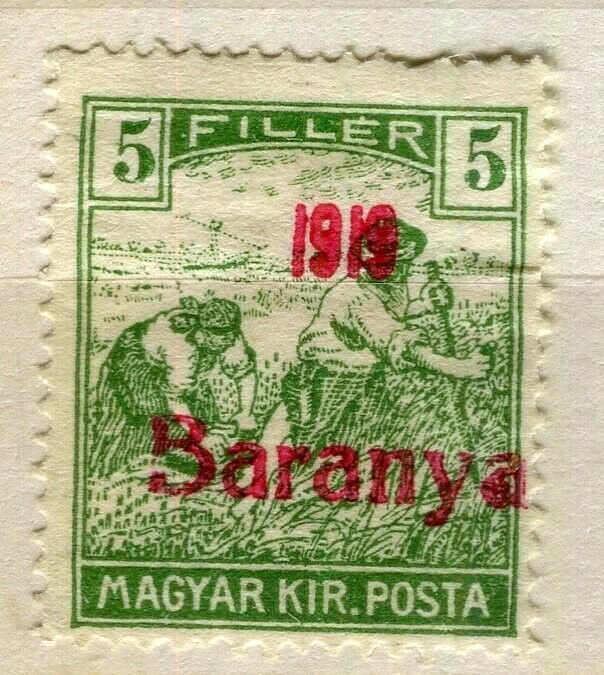 5 FILLÉR 5
1919
Baranya
MAGYAR KIR. POSTA